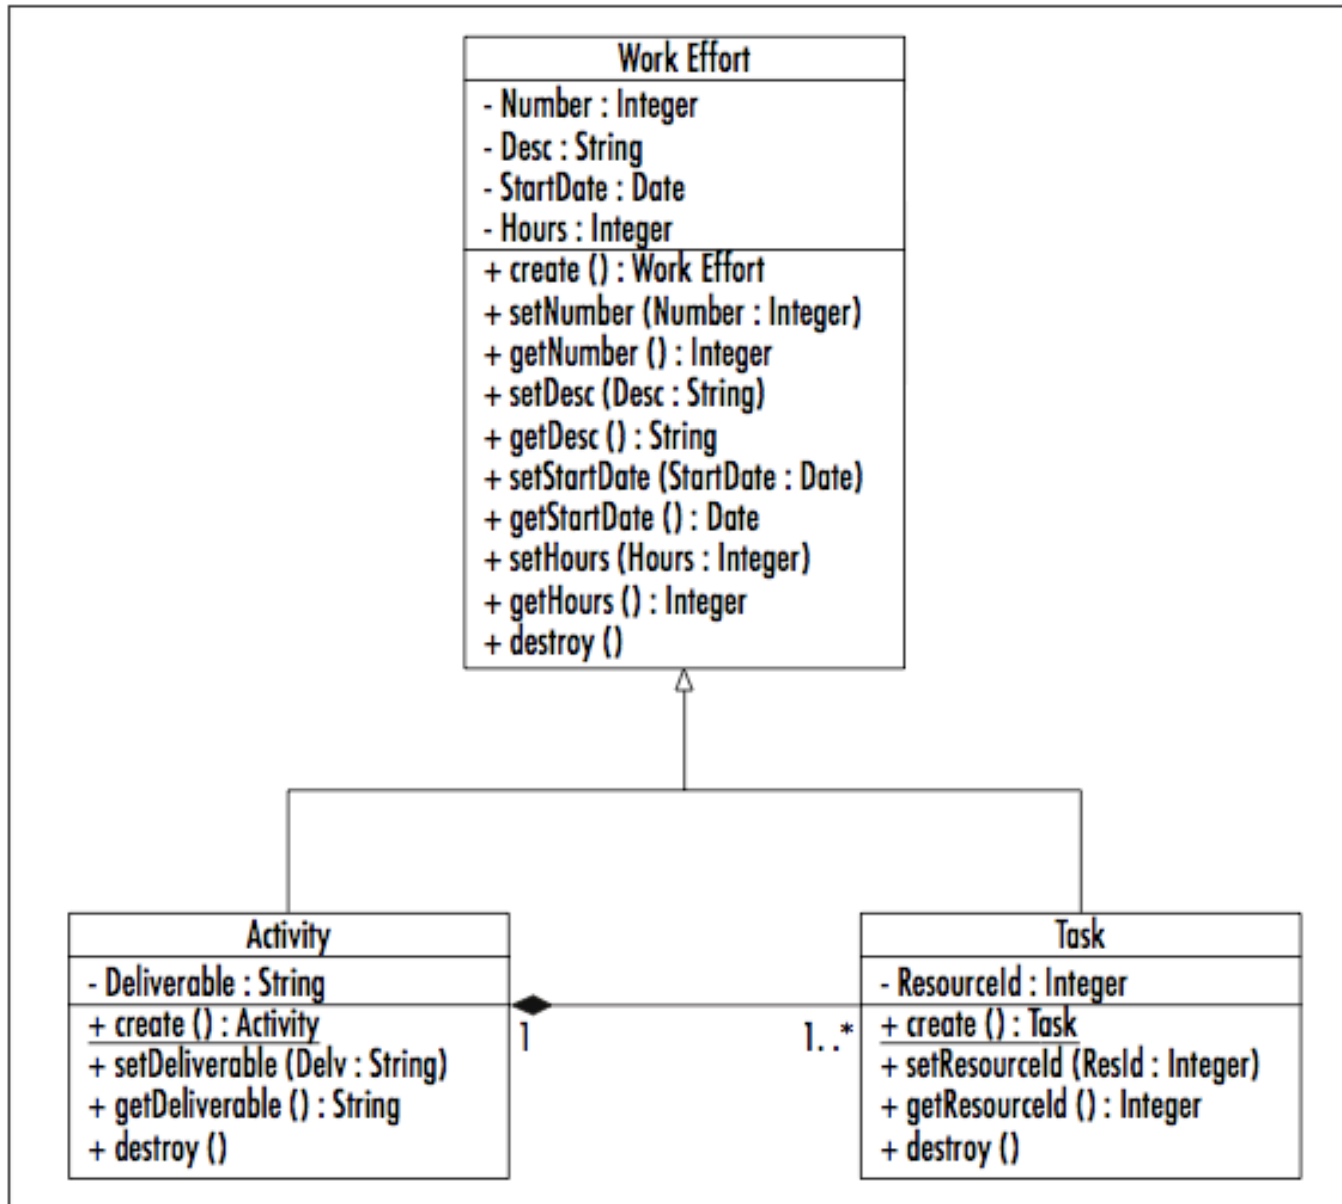 Work Effort
- Number : Integer
- Desc : String
- StartDate : Date
- Hours : Integer
+ create () : Work Effort
+ setNumber (Number : Integer)
+ getNumber () : Integer
+ setDesc (Desc : String)
+ getDesc () : String
+ setStartDate (StartDate : Date)
+ getStartDate () : Date
+ setHours (Hours : Integer)
+ getHours () : Integer
+ destroy ()
Activity
- Deliverable : String
+ create () : Activity
+ setDeliverable (Delv : String)
+ getDeliverable () : String
+ destroy ()
1
1. .*
Task
- ResourceId : Integer
+ create () : Task
+ setResourceId (ResId : Integer)
+ getResourceId () : Integer
+ destroy ()